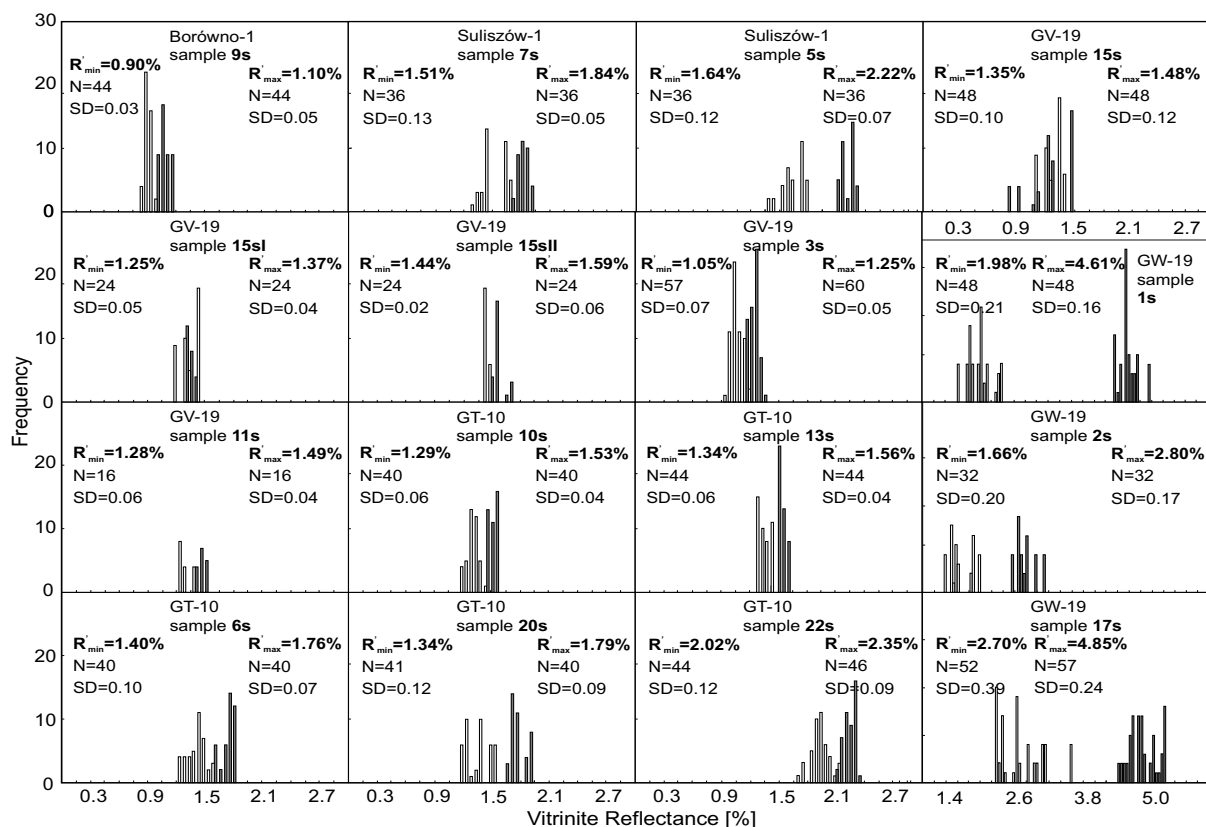 30
20
10
0
Borówno-1
sample 9s
R'min=0.90%
N=44
SD=0.03
R'max=1.10%
N=44
SD=0.05
Suliszów-1
sample 7s
R'min=1.51%
N=36
SD=0.13
R'max=1.84%
N=36
SD=0.05
Suliszów-1
sample 5s
R'min=1.64%
N=36
SD=0.12
R'max=2.22%
N=36
SD=0.07
GV-19
sample 15s
R'min=1.35%
N=48
SD=0.10
R'max=1.48%
N=48
SD=0.12
0.3 0.9 1.5 2.1 2.7
20
10
0
GV-19
sample 15sI
R'min=1.25%
N=24
SD=0.05
R'max=1.37%
N=24
SD=0.04
GV-19
sample 15sII
R'min=1.44%
N=24
SD=0.02
R'max=1.59%
N=24
SD=0.06
GV-19
sample 3s
R'min=1.05%
N=57
SD=0.07
R'max=1.25%
N=60
SD=0.05
GW-19
sample
1s
R'min=1.98%
N=48
SD=0.21
R'max=4.61%
N=48
SD=0.16
Frequency
20
10
0
GV-19
sample 11s
R'min=1.28%
N=16
SD=0.06
R'max=1.49%
N=16
SD=0.04
GT-10
sample 10s
R'min=1.29%
N=40
SD=0.06
R'max=1.53%
N=40
SD=0.04
GT-10
sample 13s
R'min=1.34%
N=44
SD=0.06
R'max=1.56%
N=44
SD=0.04
GW-19
sample 2s
R'min=1.66%
N=32
SD=0.20
R'max=2.80%
N=32
SD=0.17
20
10
0
GT-10
sample 6s
R'min=1.40%
N=40
SD=0.10
R'max=1.76%
N=40
SD=0.07
GT-10
sample 20s
R'min=1.34%
N=41
SD=0.12
R'max=1.79%
N=40
SD=0.09
GT-10
sample 22s
R'min=2.02%
N=44
SD=0.12
R'max=2.35%
N=46
SD=0.09
GW-19
sample 17s
R'min=2.70%
N=52
SD=0.39
R'max=4.85%
N=57
SD=0.24
0.3 0.9 1.5 2.1 2.7 1.5 2.1 2.7 1.4 2.6 3.8 5.0
0.3 0.9 0.3 0.9 1.5 2.1 2.7
Vitrinite Reflectance [%]